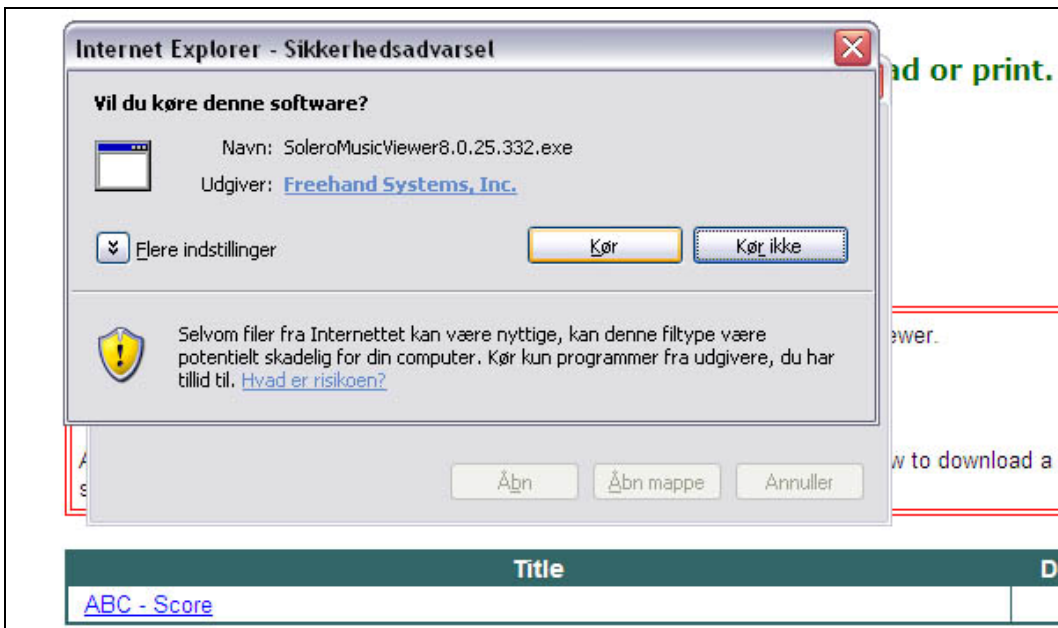 Internet Explorer - Sikkerhedsadvarsel
ad or print.
Vil du køre denne software?
Navn: SoleroMusicViewer8.0.25.332.exe
Udgiver: Freehand Systems, Inc.
Flere indstillinger
Kør
Kør ikke
Selvom filer fra Internettet kan være nyttige, kan denne filtype være
potentielt skadelig for din computer. Kør kun programmer fra udgivere, du har
tillid til. Hvad er risikoen?
ewer.
w to download a
Åbn
Åbn mappe
Annuller
Title
D
ABC - Score